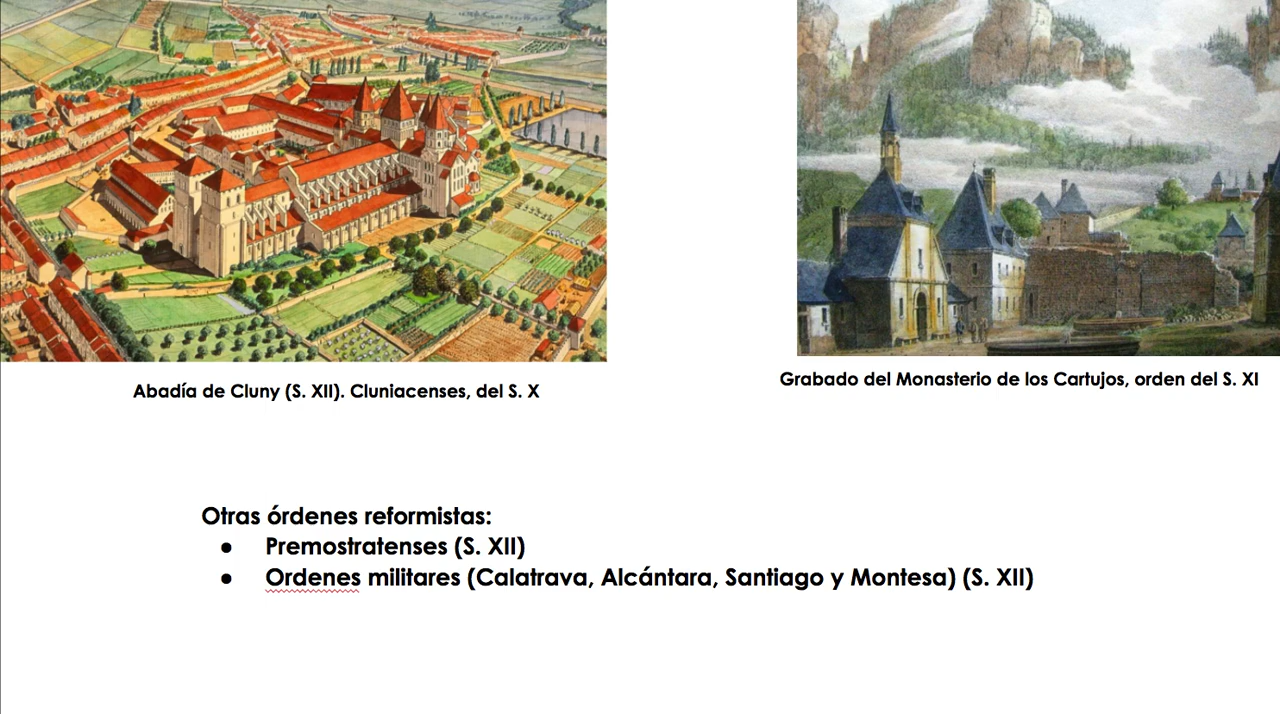 Abadía de Cluny (S. XII). Cluniacenses, del S. X
Grabado del Monasterio de los Cartujos, orden del S. XI
Otras órdenes reformistas:
● Premostratenses (S. XII)
● Ordenes militares (Calatrava, Alcántara, Santiago y Montesa) (S. XII)